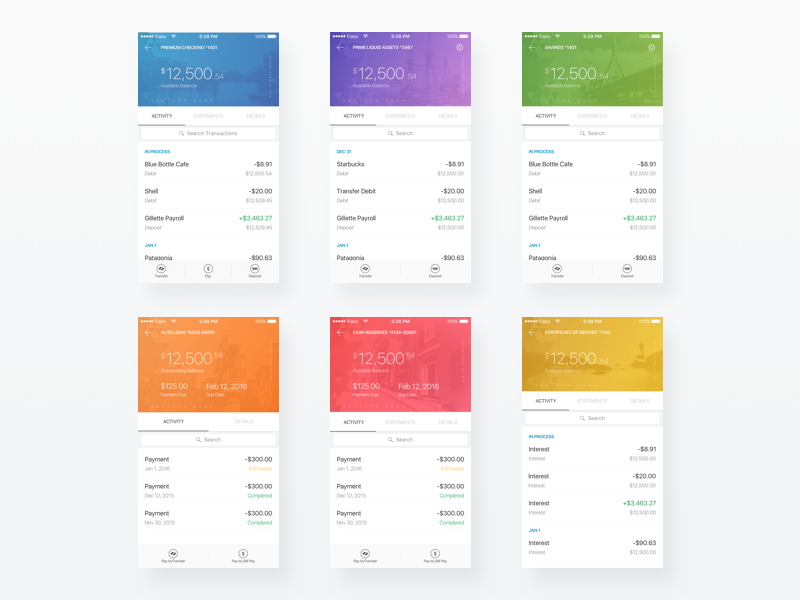 5:28 PM 100%
PREMIUM CHECKING *1401
$12,500.54
Available Balance
ACTIVITY STATEMENTS DETAILS
Search Transactions
IN PROCESS
Blue Bottle Cafe -$8.91
Debit $12,500.54
Shell -$20.00
Debit $12,509.45
Gillette Payroll +$3,463.27
Deposit $12,529.45
JAN 1
Patagonia -$90.63
Transfer Pay Deposit
5:28 PM 100%
PRIME LIQUID ASSETS *3467
$12,500.54
Available Balance
ACTIVITY STATEMENTS DETAILS
Search
DEC 31
Starbucks -$8.91
Debit $12,500.00
Transfer Debit -$20.00
Debit $12,500.00
Gillette Payroll +$3,463.27
Debit $12,500.00
JAN 1
Patagonia -$90.63
Transfer Deposit
5:28 PM 100%
SAVINGS *1401
$12,500.54
Available Balance
ACTIVITY STATEMENTS DETAILS
Search
IN PROCESS
Blue Bottle Cafe -$8.91
Debit $12,500.00
Shell -$20.00
Debit $12,500.00
Gillette Payroll +$3,463.27
Debit $12,500.00
JAN 1
Patagonia -$90.63
Transfer Deposit
5:28 PM 100%
AUTO LOAN
$12,500.54
Outstanding Balance
$125.00 Feb 12, 2016
Payment Due Due Date
ACTIVITY DETAILS
Search
Payment -$300.00
Jan 1, 2016 In Process
Payment -$300.00
Dec 12, 2015 Completed
Payment -$300.00
Nov 30, 2015 Completed
Pay by Transfer Pay by Bill Pay
5:28 PM 100%
CASH RESERVES *4134-00001
$12,500.54
Available Balance
$125.00 Feb 12, 2016
Payment Due Due Date
ACTIVITY STATEMENTS DETAILS
Search
Payment -$300.00
Jan 1, 2016 In Process
Payment -$300.00
Dec 12, 2015 Completed
Payment -$300.00
Nov 30, 2015 Completed
Pay by Transfer Pay by Bill Pay
5:28 PM 100%
CERTIFICATE OF DEPOSIT
$12,500.54
Available Balance
ACTIVITY STATEMENTS DETAILS
Search
IN PROCESS
Interest -$8.91
Interest $12,500.00
Interest -$20.00
Interest $12,500.00
Interest +$3,463.27
Interest $12,500.00
JAN 1
Interest -$90.63
Interest $12,500.00